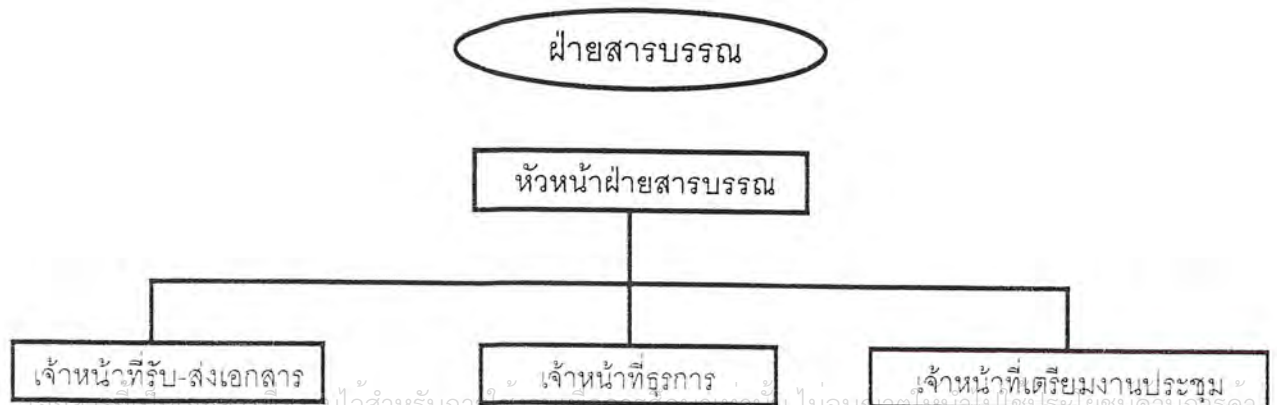 ฝ่ายสารบรรณ
หัวหน้าฝ่ายสารบรรณ
เจ้าหน้าที่รับ-ส่งเอกสาร
เจ้าหน้าที่ธุรการ
เจ้าหน้าที่เตรียมงานประชุม